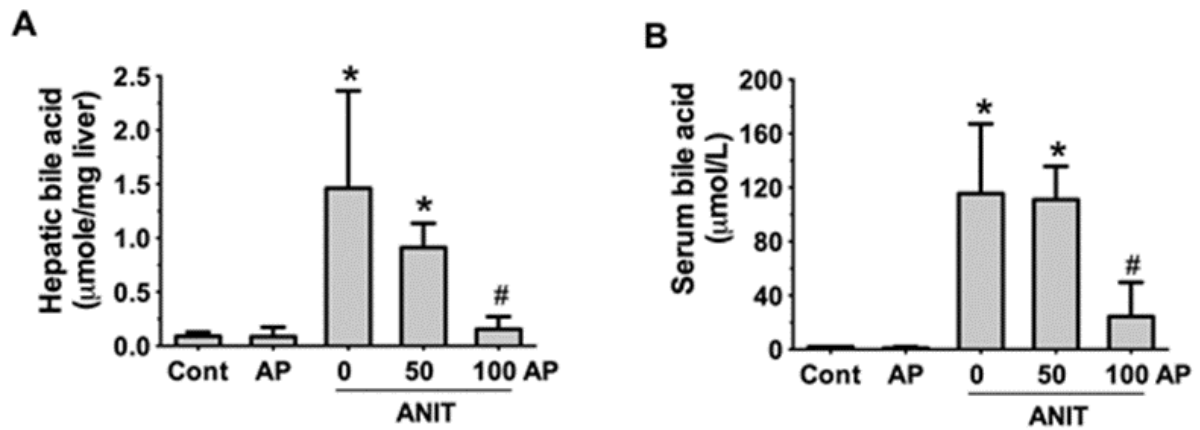 A
Hepatic bile acid
(μmole/mg liver)
2.5
2.0
1.5
1.0
0.5
0.0
*
*
#
Cont AP 0 50 100 AP
ANIT
B
Serum bile acid
(μmol/L)
200
160
120
80
40
0
*
*
#
Cont AP 0 50 100 AP
ANIT